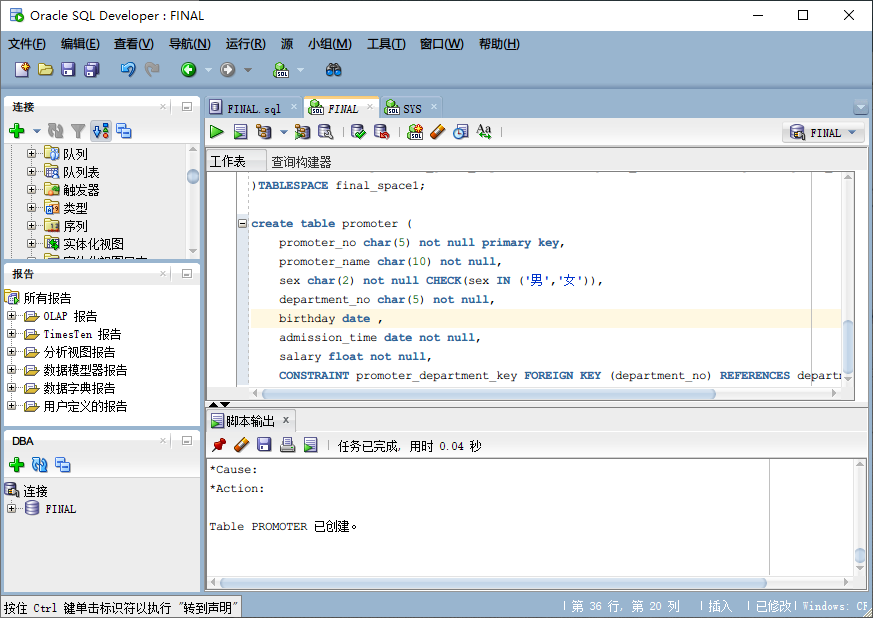 Oracle SQL Developer : FINAL
文件(F) 编辑(E) 查看(V) 导航(N) 运行(R) 源 小组(M) 工具(T) 窗口(W) 帮助(H)
连接
队列
队列表
触发器
类型
序列
实体化视图
报告
所有报告
OLAP 报告
TimesTen 报告
分析视图报告
数据模型器报告
数据字典报告
用户定义的报告
DBA
连接
FINAL
FINAL.sql FINAL SYS
FINAL
工作表 查询构建器
)TABLESPACE final_space1;
create table promoter (
promoter_no char(5) not null primary key,
promoter_name char(10) not null,
sex char(2) not null CHECK(sex IN ('男','女')),
department_no char(5) not null,
birthday date ,
admission_time date not null,
salary float not null,
CONSTRAINT promoter_department_key FOREIGN KEY (department_no) REFERENCES depart
脚本输出
任务已完成, 用时 0.04 秒
*Cause:
*Action:
Table PROMOTER 已创建。
按住 Ctrl 键单击标识符以执行 "转到声明"
第 36 行, 第 20 列 插入 已修改 Windows: CR